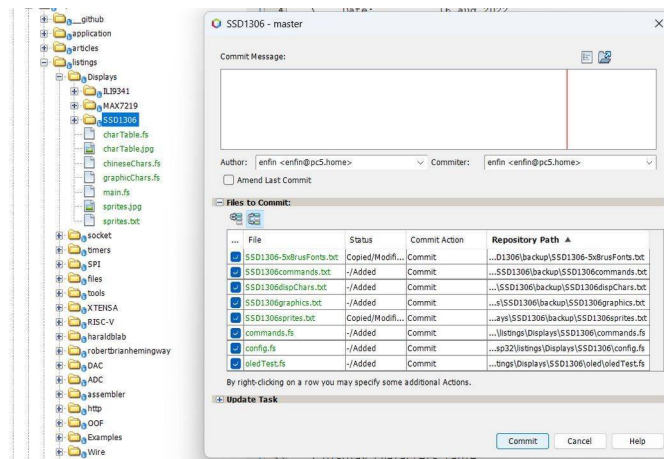 __github
application
articles
listings
Displays
ILI9341
MAX7219
SSD1306
charTable.fs
charTable.jpg
chineseChars.fs
graphicChars.fs
main.fs
sprites.jpg
sprites.txt
socket
timers
SPI
files
tools
XTENSA
RISC-V
haraldblab
robertbrianhemingway
DAC
ADC
assembler
http
OOF
Examples
Wire
SSD1306 - master
Commit Message:
Author: enfin <enfin@pc5.home> Commiter: enfin <enfin@pc5.home>
Amend Last Commit
Files to Commit:
... File Status Commit Action Repository Path
SSD1306-5x8rusFonts.txt Copied/Modifi... Commit ...D1306\backup\SSD1306-5x8rusFonts.txt
SSD1306commands.txt -/Added Commit ...SSD1306\backup\SSD1306commands.txt
SSD1306dispChars.txt -/Added Commit ...\SSD1306\backup\SSD1306dispChars.txt
SSD1306graphics.txt -/Added Commit ...s\SSD1306\backup\SSD1306graphics.txt
SSD1306sprites.txt Copied/Modifi... Commit ...ays\SSD1306\backup\SSD1306sprites.txt
commands.fs -/Added Commit ...\listings\Displays\SSD1306\commands.fs
config.fs -/Added Commit ...sp32\listings\Displays\SSD1306\config.fs
oledTest.fs -/Added Commit ...tings\Displays\SSD1306\oled\oledTest.fs
By right-clicking on a row you may specify some additional Actions.
Update Task
Commit Cancel Help